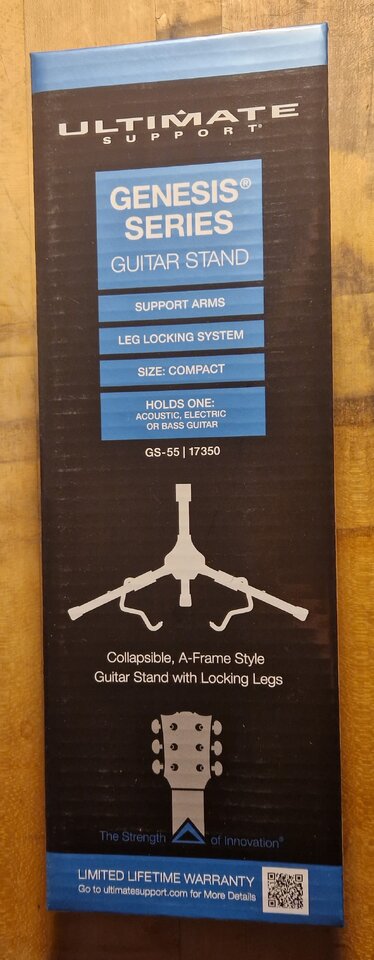 ULTIMATE
SUPPORT®
GENESIS®
SERIES
GUITAR STAND
SUPPORT ARMS
LEG LOCKING SYSTEM
SIZE: COMPACT
HOLDS ONE:
ACOUSTIC, ELECTRIC
OR BASS GUITAR
GS-55 | 17350
Collapsible, A-Frame Style
Guitar Stand with Locking Legs
The Strength of Innovation®
LIMITED LIFETIME WARRANTY
Go to ultimatesupport.com for More Details